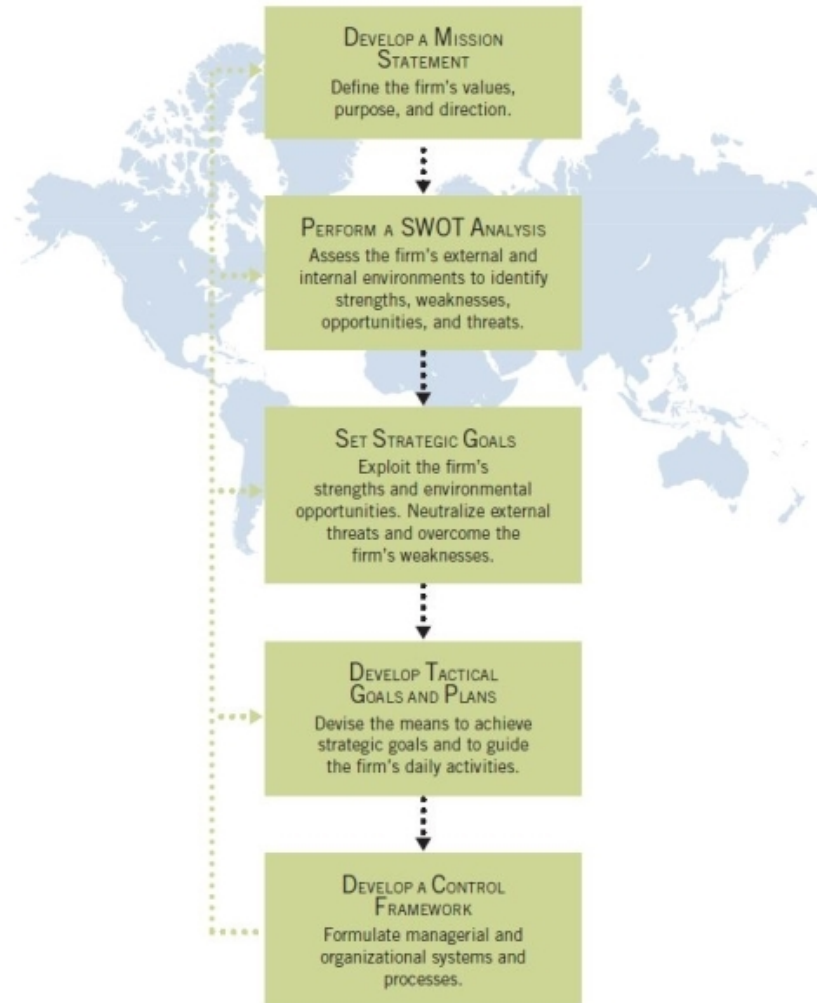 DEVELOP A MISSION
STATEMENT
Define the firm's values,
purpose, and direction.
PERFORM A SWOT ANALYSIS
Assess the firm's external and
internal environments to identify
strengths, weaknesses,
opportunities, and threats.
SET STRATEGIC GOALS
Exploit the firm's
strengths and environmental
opportunities. Neutralize external
threats and overcome the
firm's weaknesses.
DEVELOP TACTICAL
GOALS AND PLANS
Devise the means to achieve
strategic goals and to guide
the firm's daily activities.
DEVELOP A CONTROL
FRAMEWORK
Formulate managerial and
organizational systems and
processes.